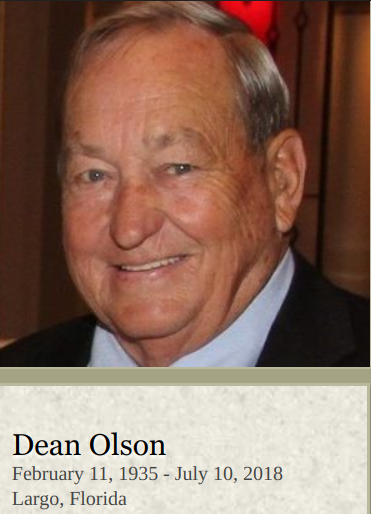 Dean Olson
February 11, 1935 - July 10, 2018
Largo, Florida